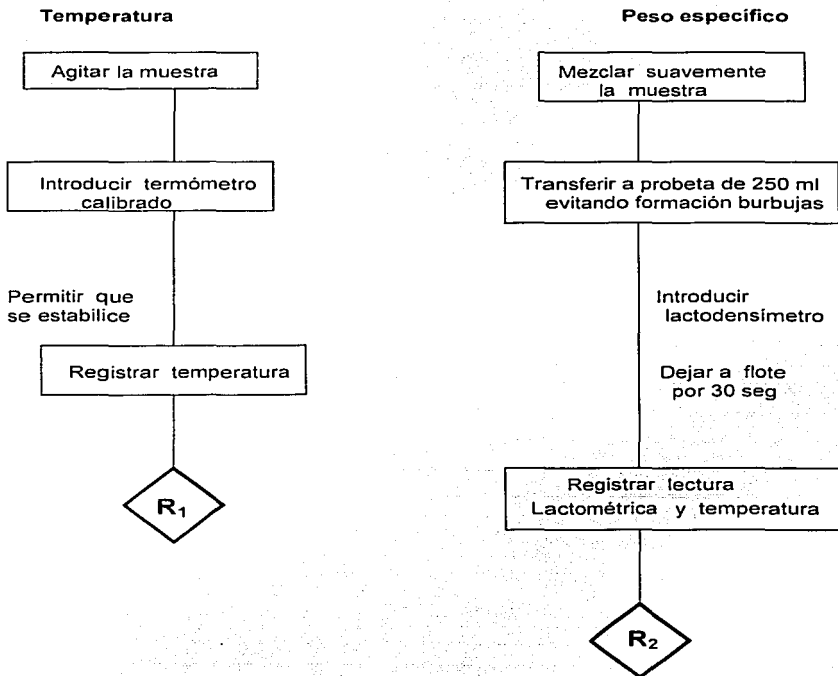 Temperatura
Agitar la muestra
Introducir termómetro
calibrado
Permitir que
se estabilice
Registrar temperatura
R₁
Peso específico
Mezclar suavemente
la muestra
Transferir a probeta de 250 ml
evitando formación burbujas
Introducir
lactodensímetro
Dejar a flote
por 30 seg
Registrar lectura
Lactométrica y temperatura
R₂